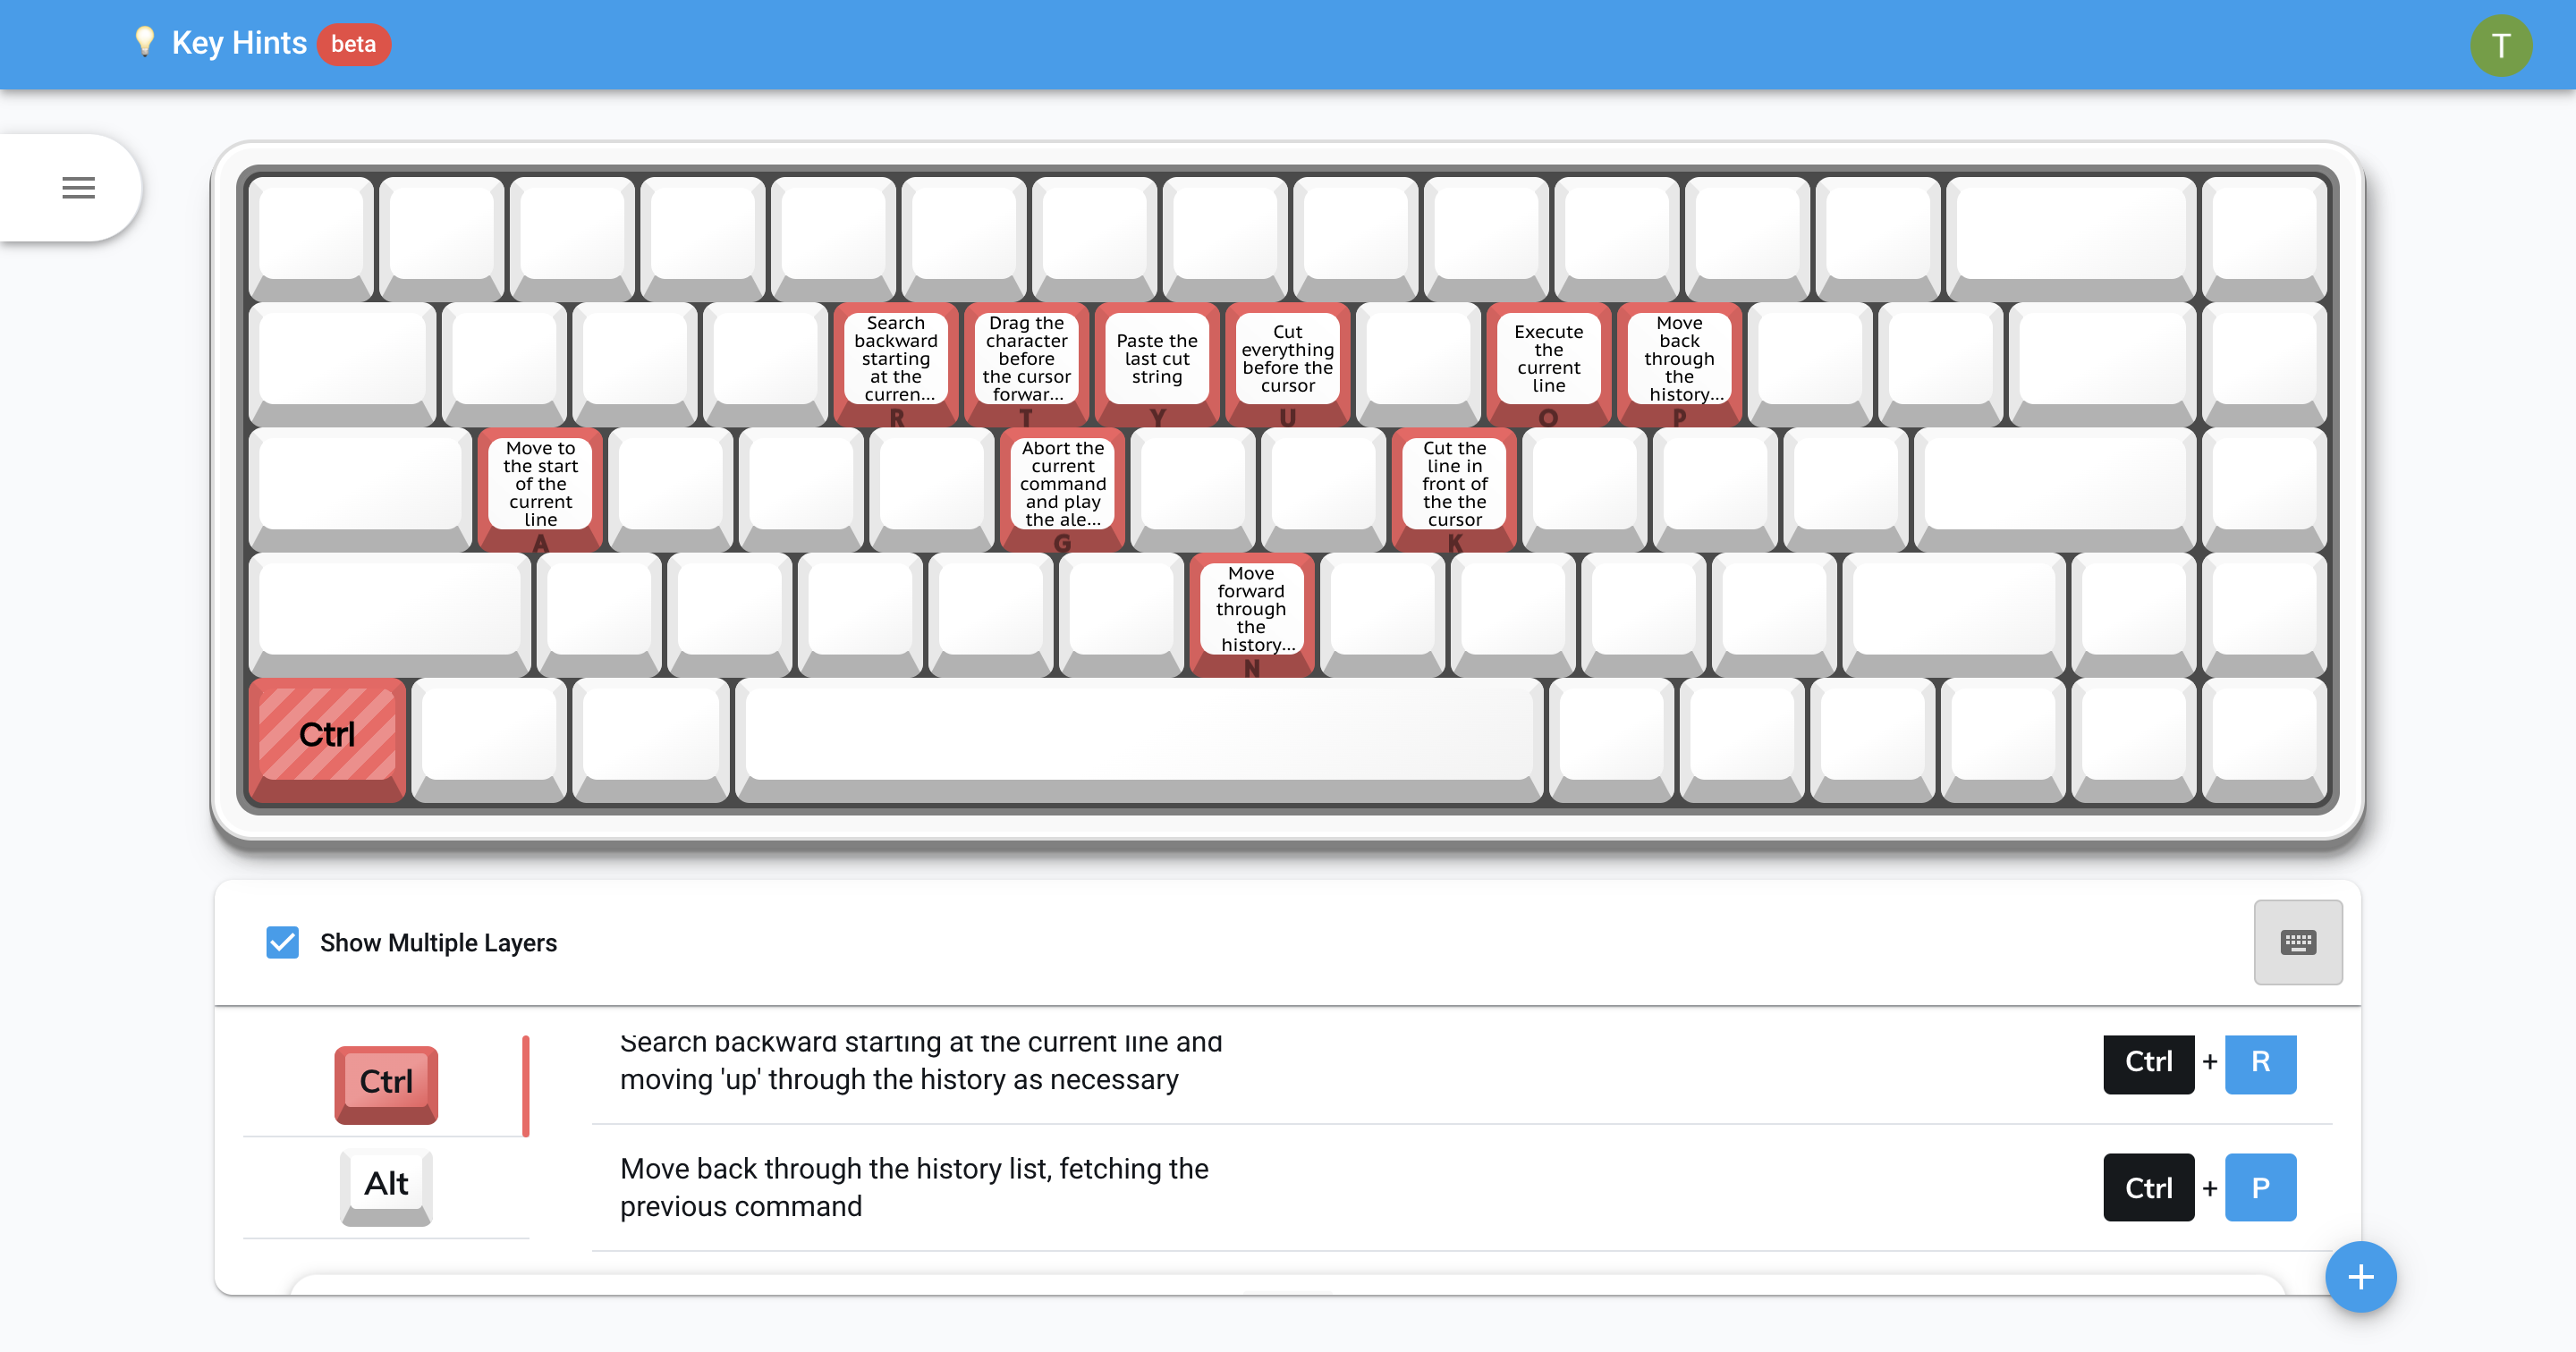 Key Hints beta
T
Search
backward
starting
at the
curren...
R
Drag the
character
before
the cursor
forwar...
T
Paste the
last cut
string
Y
Cut
everything
before the
cursor
U
Execute
the
current
line
O
Move
back
through
the
history...
P
Move to
the start
of the
current
line
A
Abort the
current
command
and play
the ale...
G
Cut the
line in
front of
the the
cursor
K
Move
forward
through
the
history...
N
Ctrl
Show Multiple Layers
Ctrl
Search backward starting at the current line and
moving 'up' through the history as necessary
Ctrl + R
Alt
Move back through the history list, fetching the
previous command
Ctrl + P
+